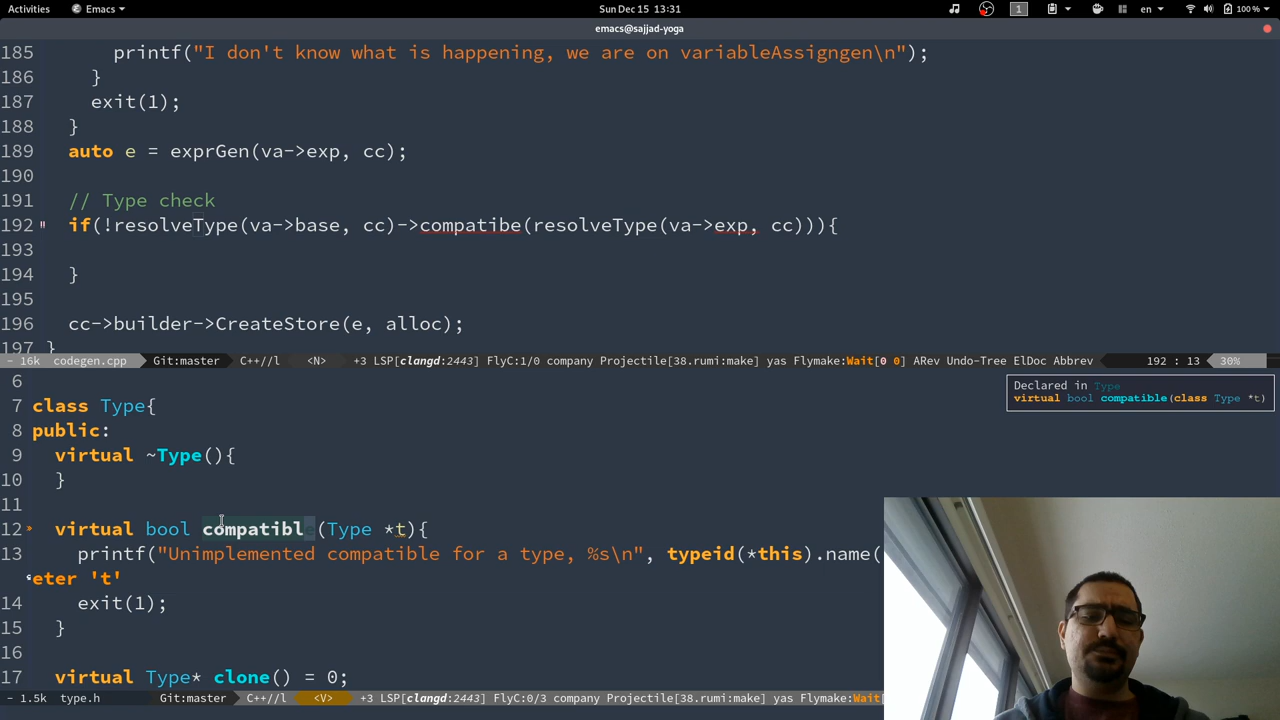 Activities Emacs Sun Dec 15 13:31 1 en 100 %
emacs@sajjad-yoga
185 printf("I don't know what is happening, we are on variableAssigngen\n");
186 }
187 exit(1);
188 }
189 auto e = exprGen(va->exp, cc);
190
191 // Type check
192 if(!resolveType(va->base, cc)->compatibe(resolveType(va->exp, cc))){
193
194 }
195
196 cc->builder->CreateStore(e, alloc);
197 }
- 16k codegen.cpp Git:master C++//l <N> +3 LSP[clangd:2443] FlyC:1/0 company Projectile[38.rumi:make] yas Flymake:Wait[0 0] ARev Undo-Tree ElDoc Abbrev 192 : 13 30%
6
7 class Type{
Declared in Type
virtual bool compatible(class Type *t)
8 public:
9 virtual ~Type(){
10 }
11
12 virtual bool compatible(Type *t){
13 printf("Unimplemented compatible for a type, %s\n", typeid(*this).name(
eter 't'
14 exit(1);
15 }
16
17 virtual Type* clone() = 0;
- 1.5k type.h Git:master C++//l <V> +3 LSP[clangd:2443] FlyC:0/3 company Projectile[38.rumi:make] yas Flymake:Wait